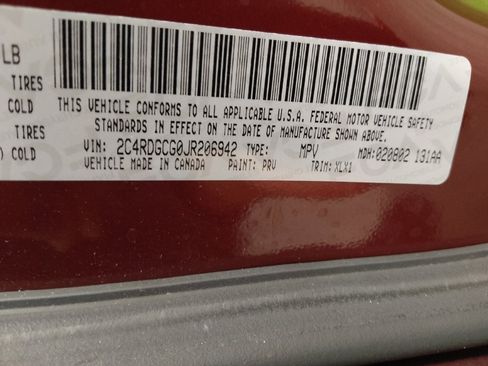 LB
TIRES
COLD THIS VEHICLE CONFORMS TO ALL APPLICABLE U.S.A. FEDERAL MOTOR VEHICLE SAFETY
TIRES STANDARDS IN EFFECT ON THE DATE OF MANUFACTURE SHOWN ABOVE.
) COLD VIN: 2C4RDGCG0JR206942 TYPE: MPV MDH:020802 131AA
VEHICLE MADE IN CANADA PAINT: PRV TRIM: XLX1